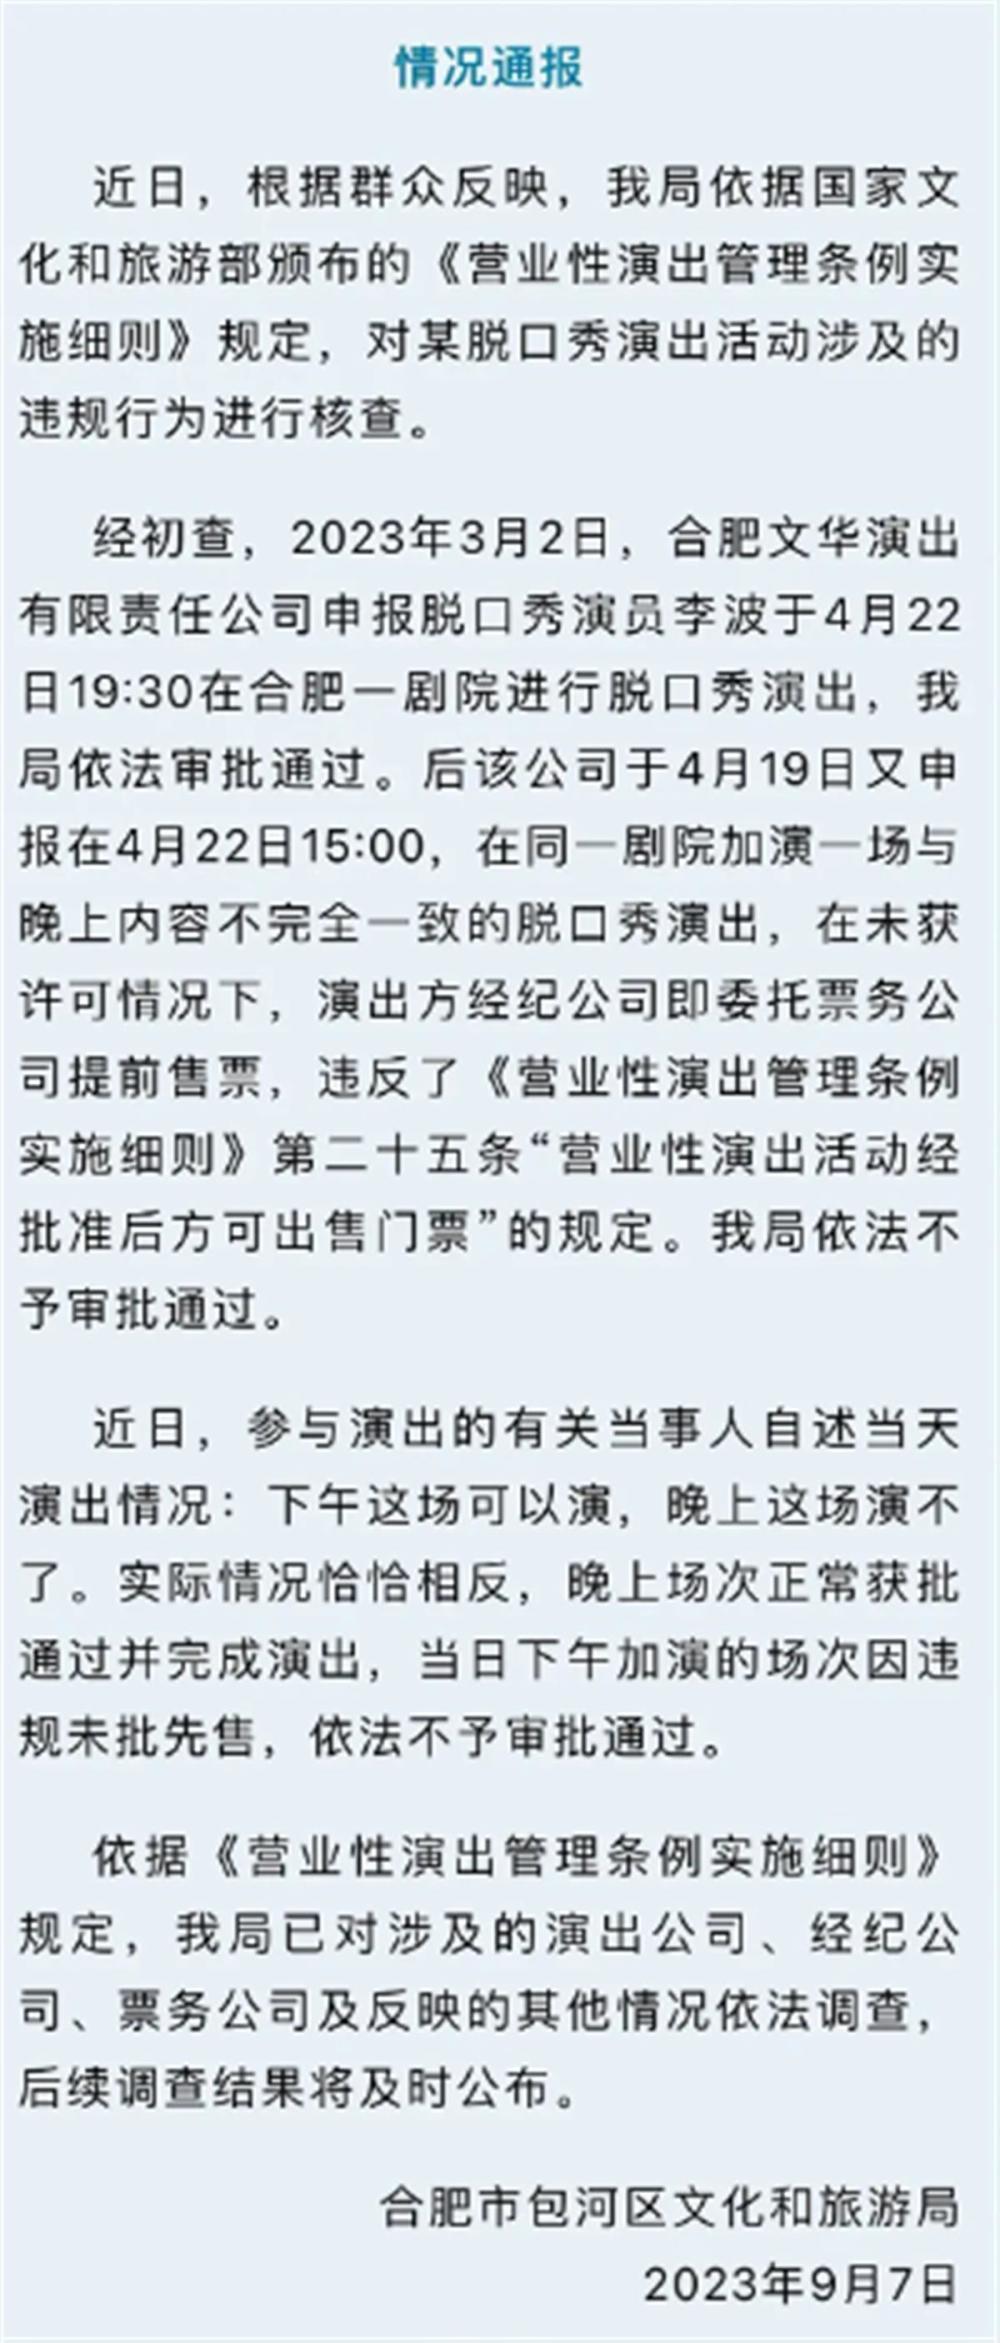 情况通报
近日，根据群众反映，我局依据国家文
化和旅游部颁布的《营业性演出管理条例实
施细则》规定，对某脱口秀演出活动涉及的
违规行为进行核查。
经初查，2023年3月2日，合肥文华演出
有限责任公司申报脱口秀演员李波于4月22
日19:30在合肥一剧院进行脱口秀演出，我
局依法审批通过。后该公司于4月19日又申
报在4月22日15:00，在同一剧院加演一场与
晚上内容不完全一致的脱口秀演出，在未获
许可情况下，演出方经纪公司即委托票务公
司提前售票，违反了《营业性演出管理条例
实施细则》第二十五条“营业性演出活动经
批准后方可出售门票”的规定。我局依法不
予审批通过。
近日，参与演出的有关当事人自述当天
演出情况：下午这场可以演，晚上这场演不
了。实际情况恰恰相反，晚上场次正常获批
通过并完成演出，当日下午加演的场次因违
规未批先售，依法不予审批通过。
依据《营业性演出管理条例实施细则》
规定，我局已对涉及的演出公司、经纪公
司、票务公司及反映的其他情况依法调查，
后续调查结果将及时公布。
合肥市包河区文化和旅游局
2023年9月7日